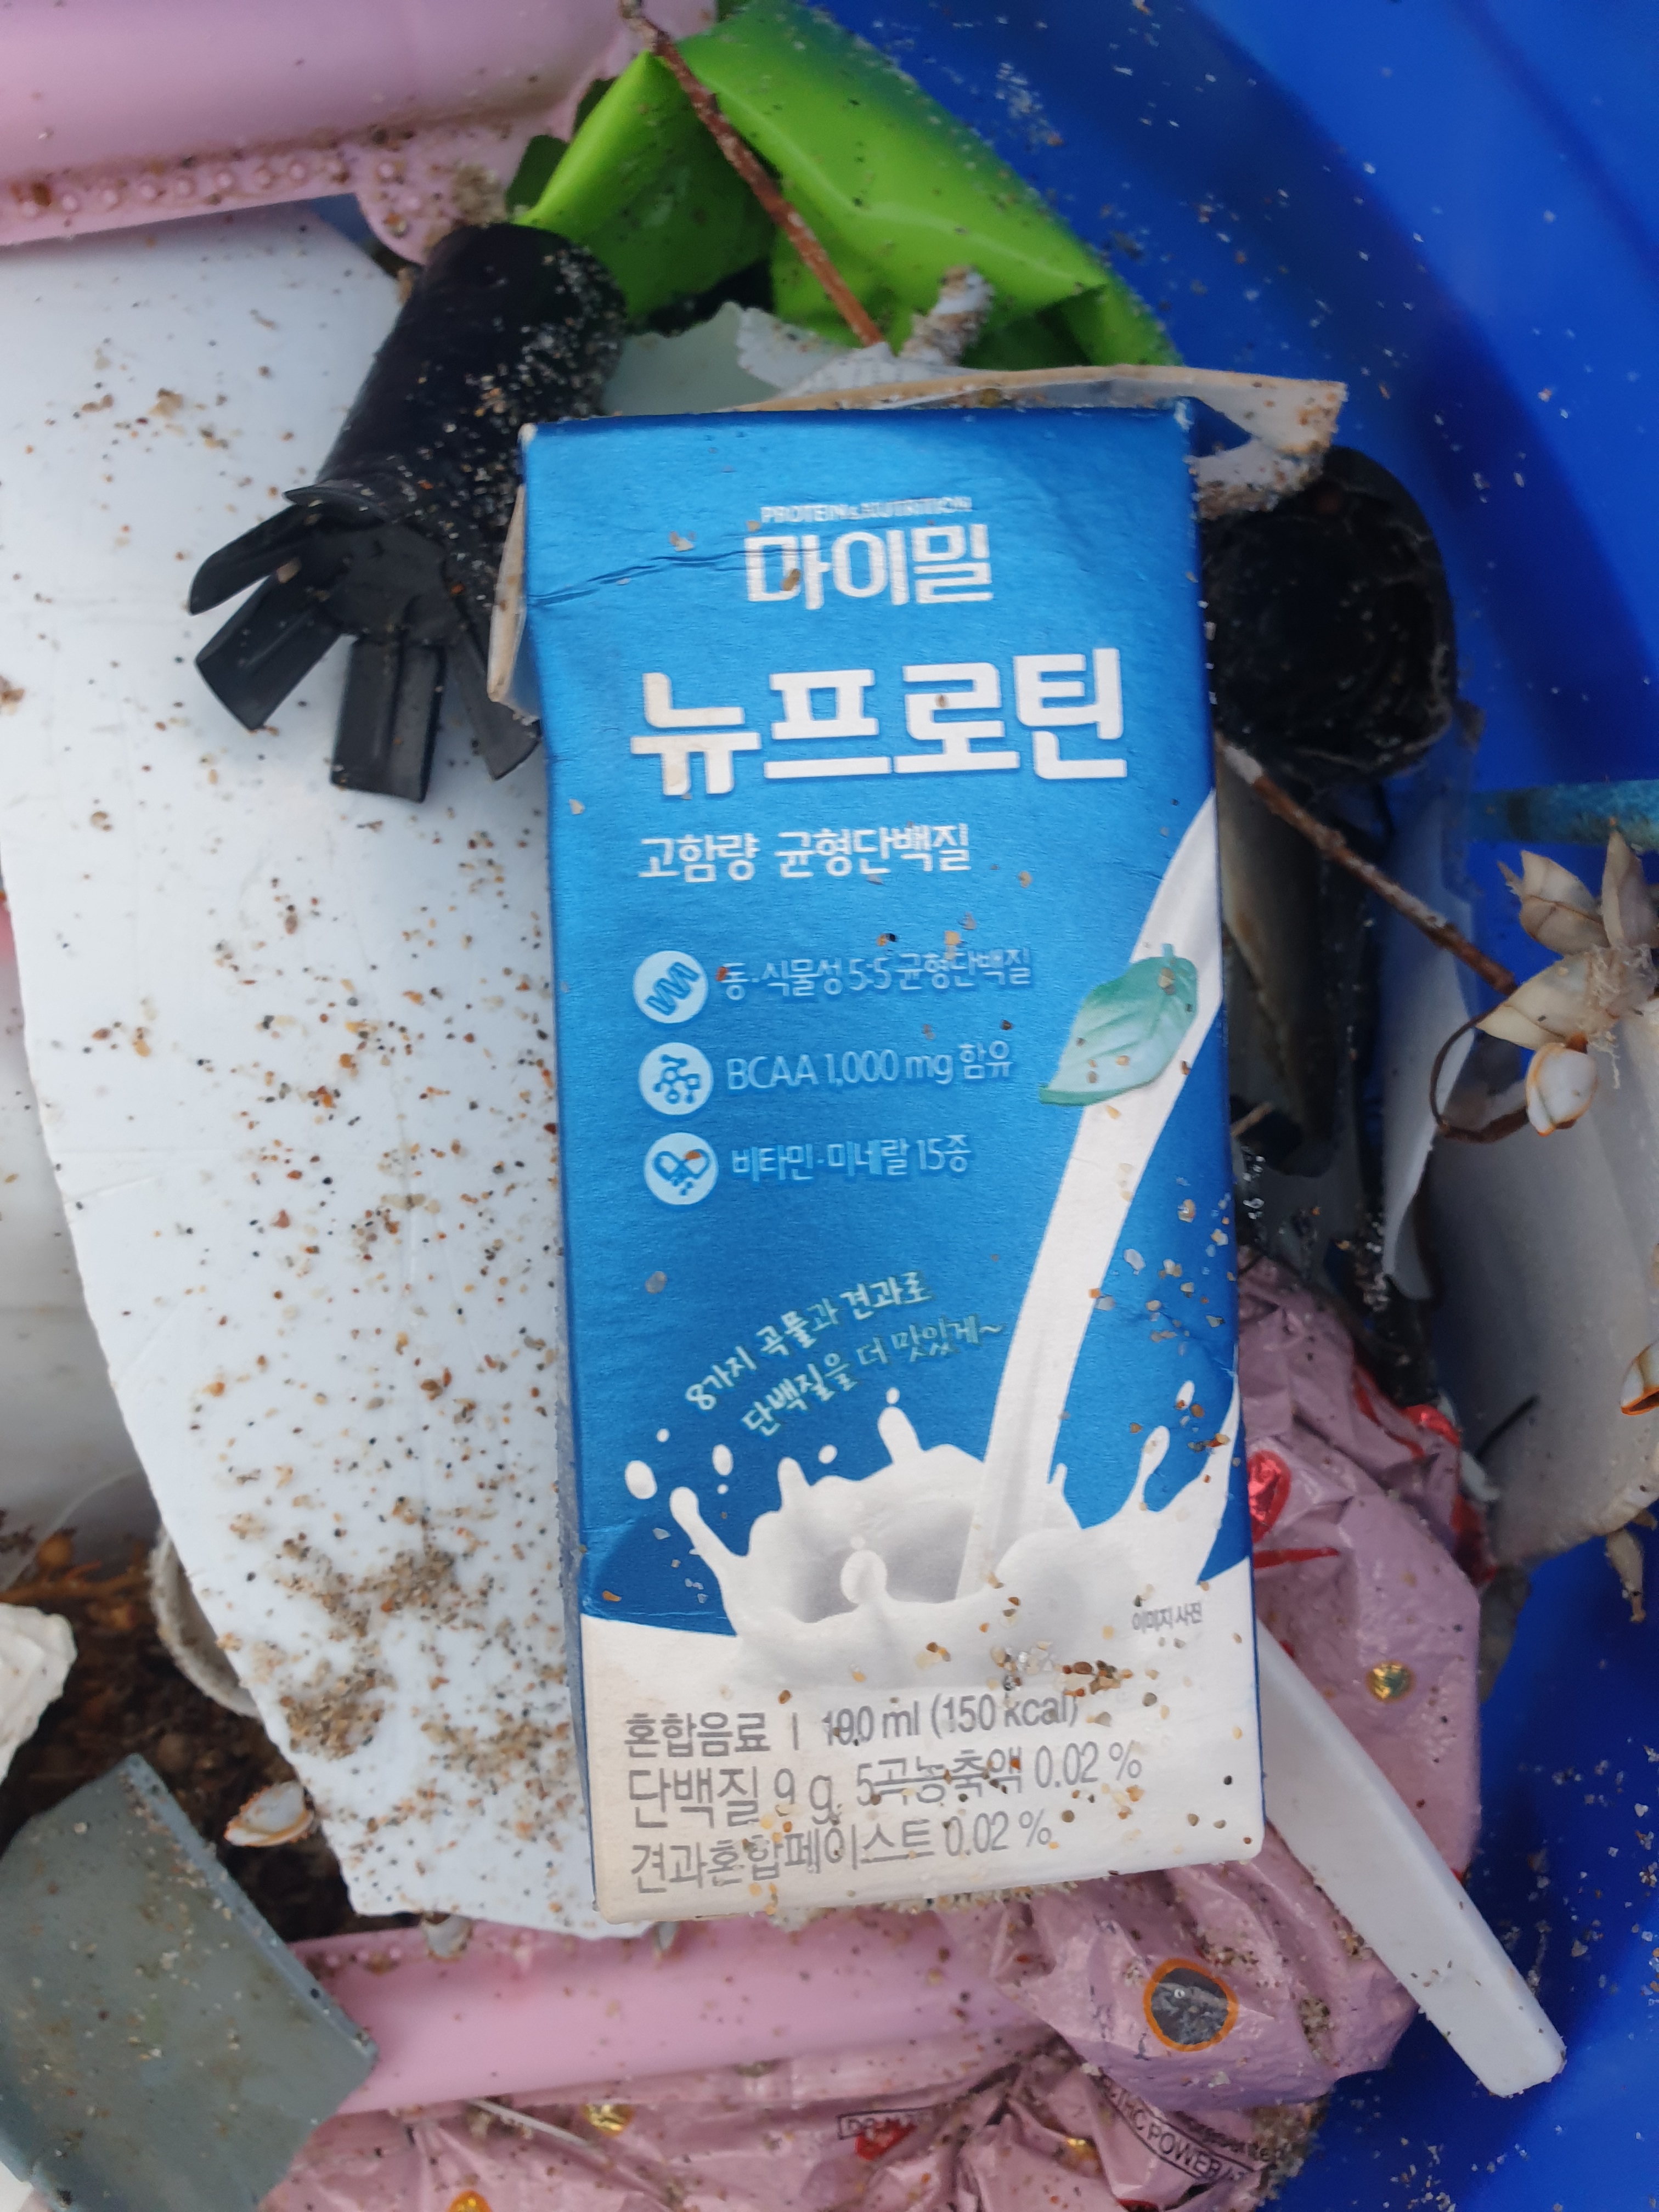 PROTEIN & NUTRITION
마이밀
뉴프로틴
고함량 균형단백질
동·식물성 5:5 균형단백질
BCAA 1,000 mg 함유
비타민·미네랄 15종
8가지 곡물과 견과로
단백질을 더 맛있게~
이미지 사진
혼합음료 | 190 ml (150 kcal)
단백질 9 g, 5곡농축액 0.02 %
견과혼합페이스트 0.02 %
POWER